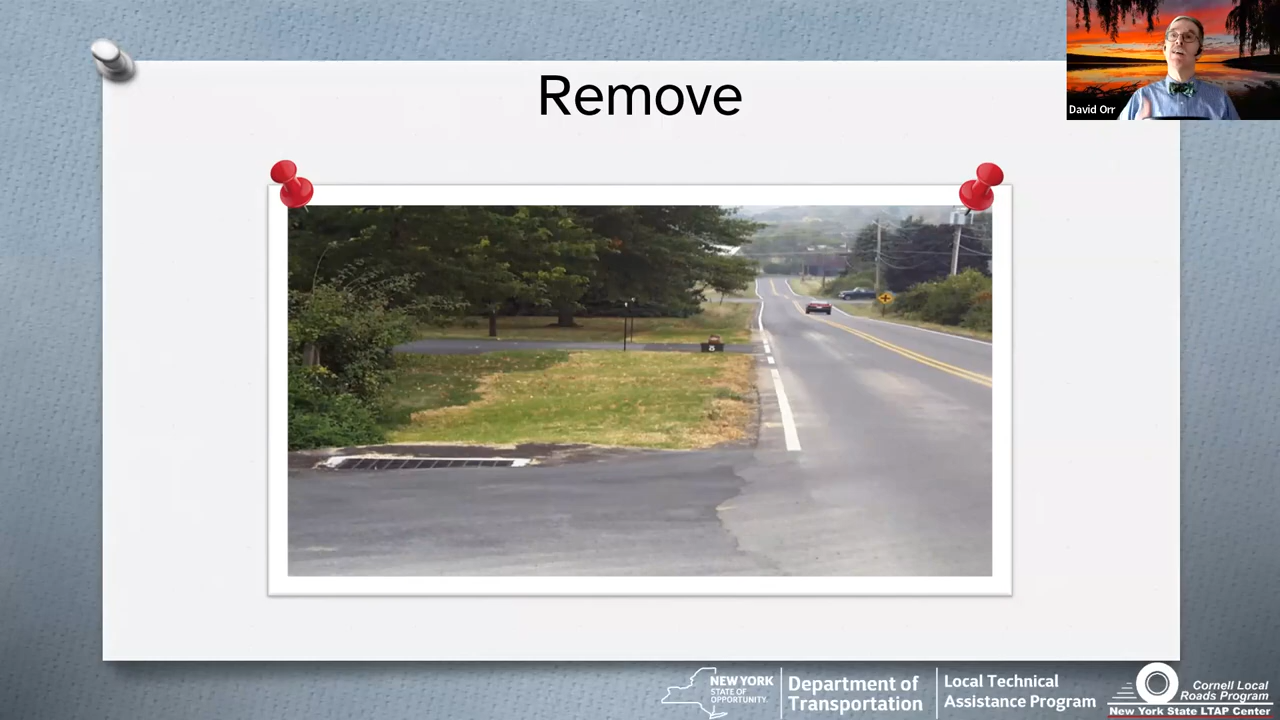 Remove
David Orr
NEW YORK
STATE OF
OPPORTUNITY.
Department of
Transportation
Local Technical
Assistance Program
Cornell Local
Roads Program
New York State LTAP Center